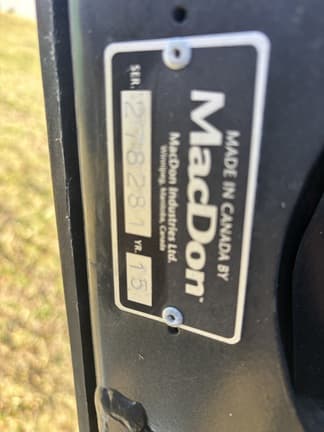 MADE IN CANADA BY
MacDon
MacDon Industries Ltd.
Winnipeg, Manitoba, Canada
SER. 278281 YR. 15